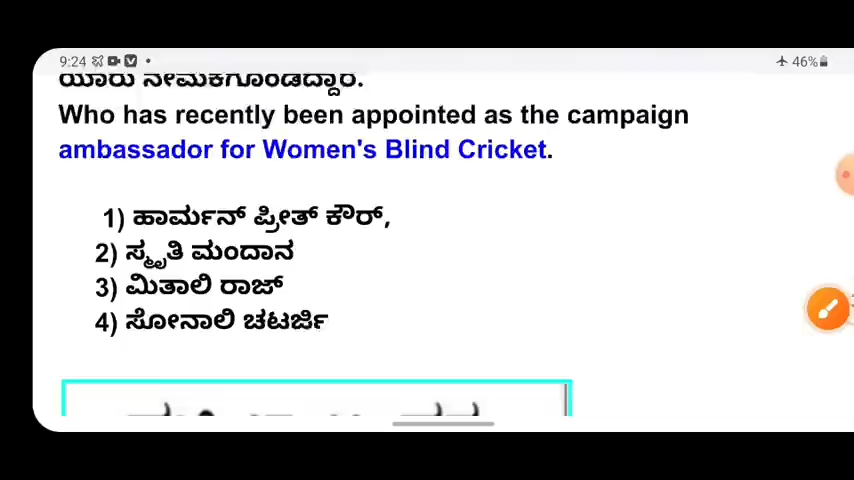 9:24
46%
ಯಾರು ನೇಮಕಗೊಂಡಿದ್ದಾರೆ.
Who has recently been appointed as the campaign
ambassador for Women's Blind Cricket.
1) ಹಾರ್ಮನ್ ಪ್ರೀತ್ ಕೌರ್,
2) ಸ್ಮೃತಿ ಮಂದಾನ
3) ಮಿತಾಲಿ ರಾಜ್
4) ಸೋನಾಲಿ ಚಟರ್ಜಿ